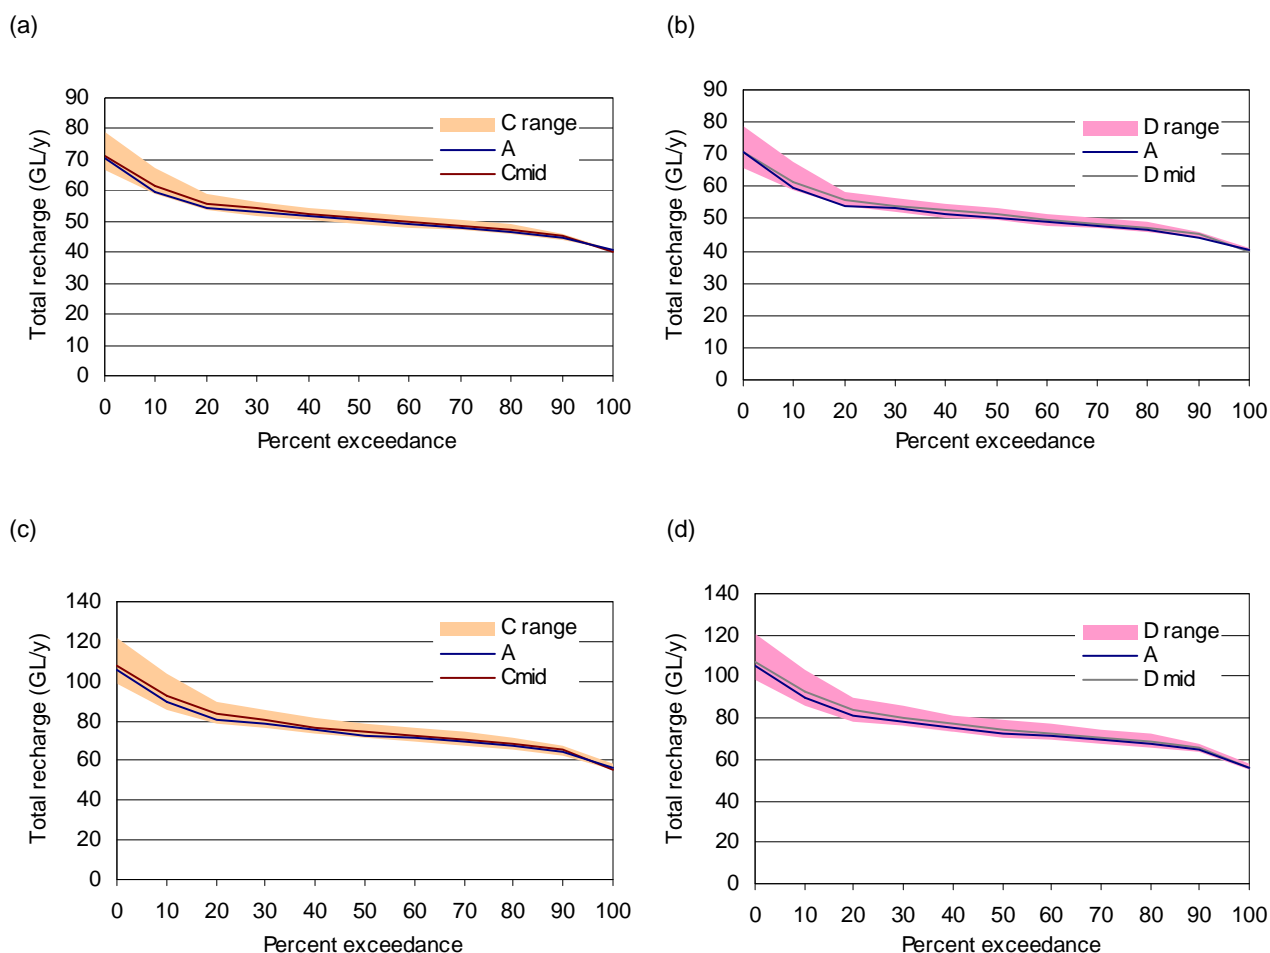 (a)
(b)
Total recharge (GL/y)
90
80
70
60
50
40
30
20
10
0
C range
A
Cmid
0 10 20 30 40 50 60 70 80 90 100
Percent exceedance
Total recharge (GL/y)
90
80
70
60
50
40
30
20
10
0
D range
A
D mid
0 10 20 30 40 50 60 70 80 90 100
Percent exceedance
(c)
(d)
Total recharge (GL/y)
140
120
100
80
60
40
20
0
C range
A
Cmid
0 10 20 30 40 50 60 70 80 90 100
Percent exceedance
Total recharge (GL/y)
140
120
100
80
60
40
20
0
D range
A
D mid
0 10 20 30 40 50 60 70 80 90 100
Percent exceedance